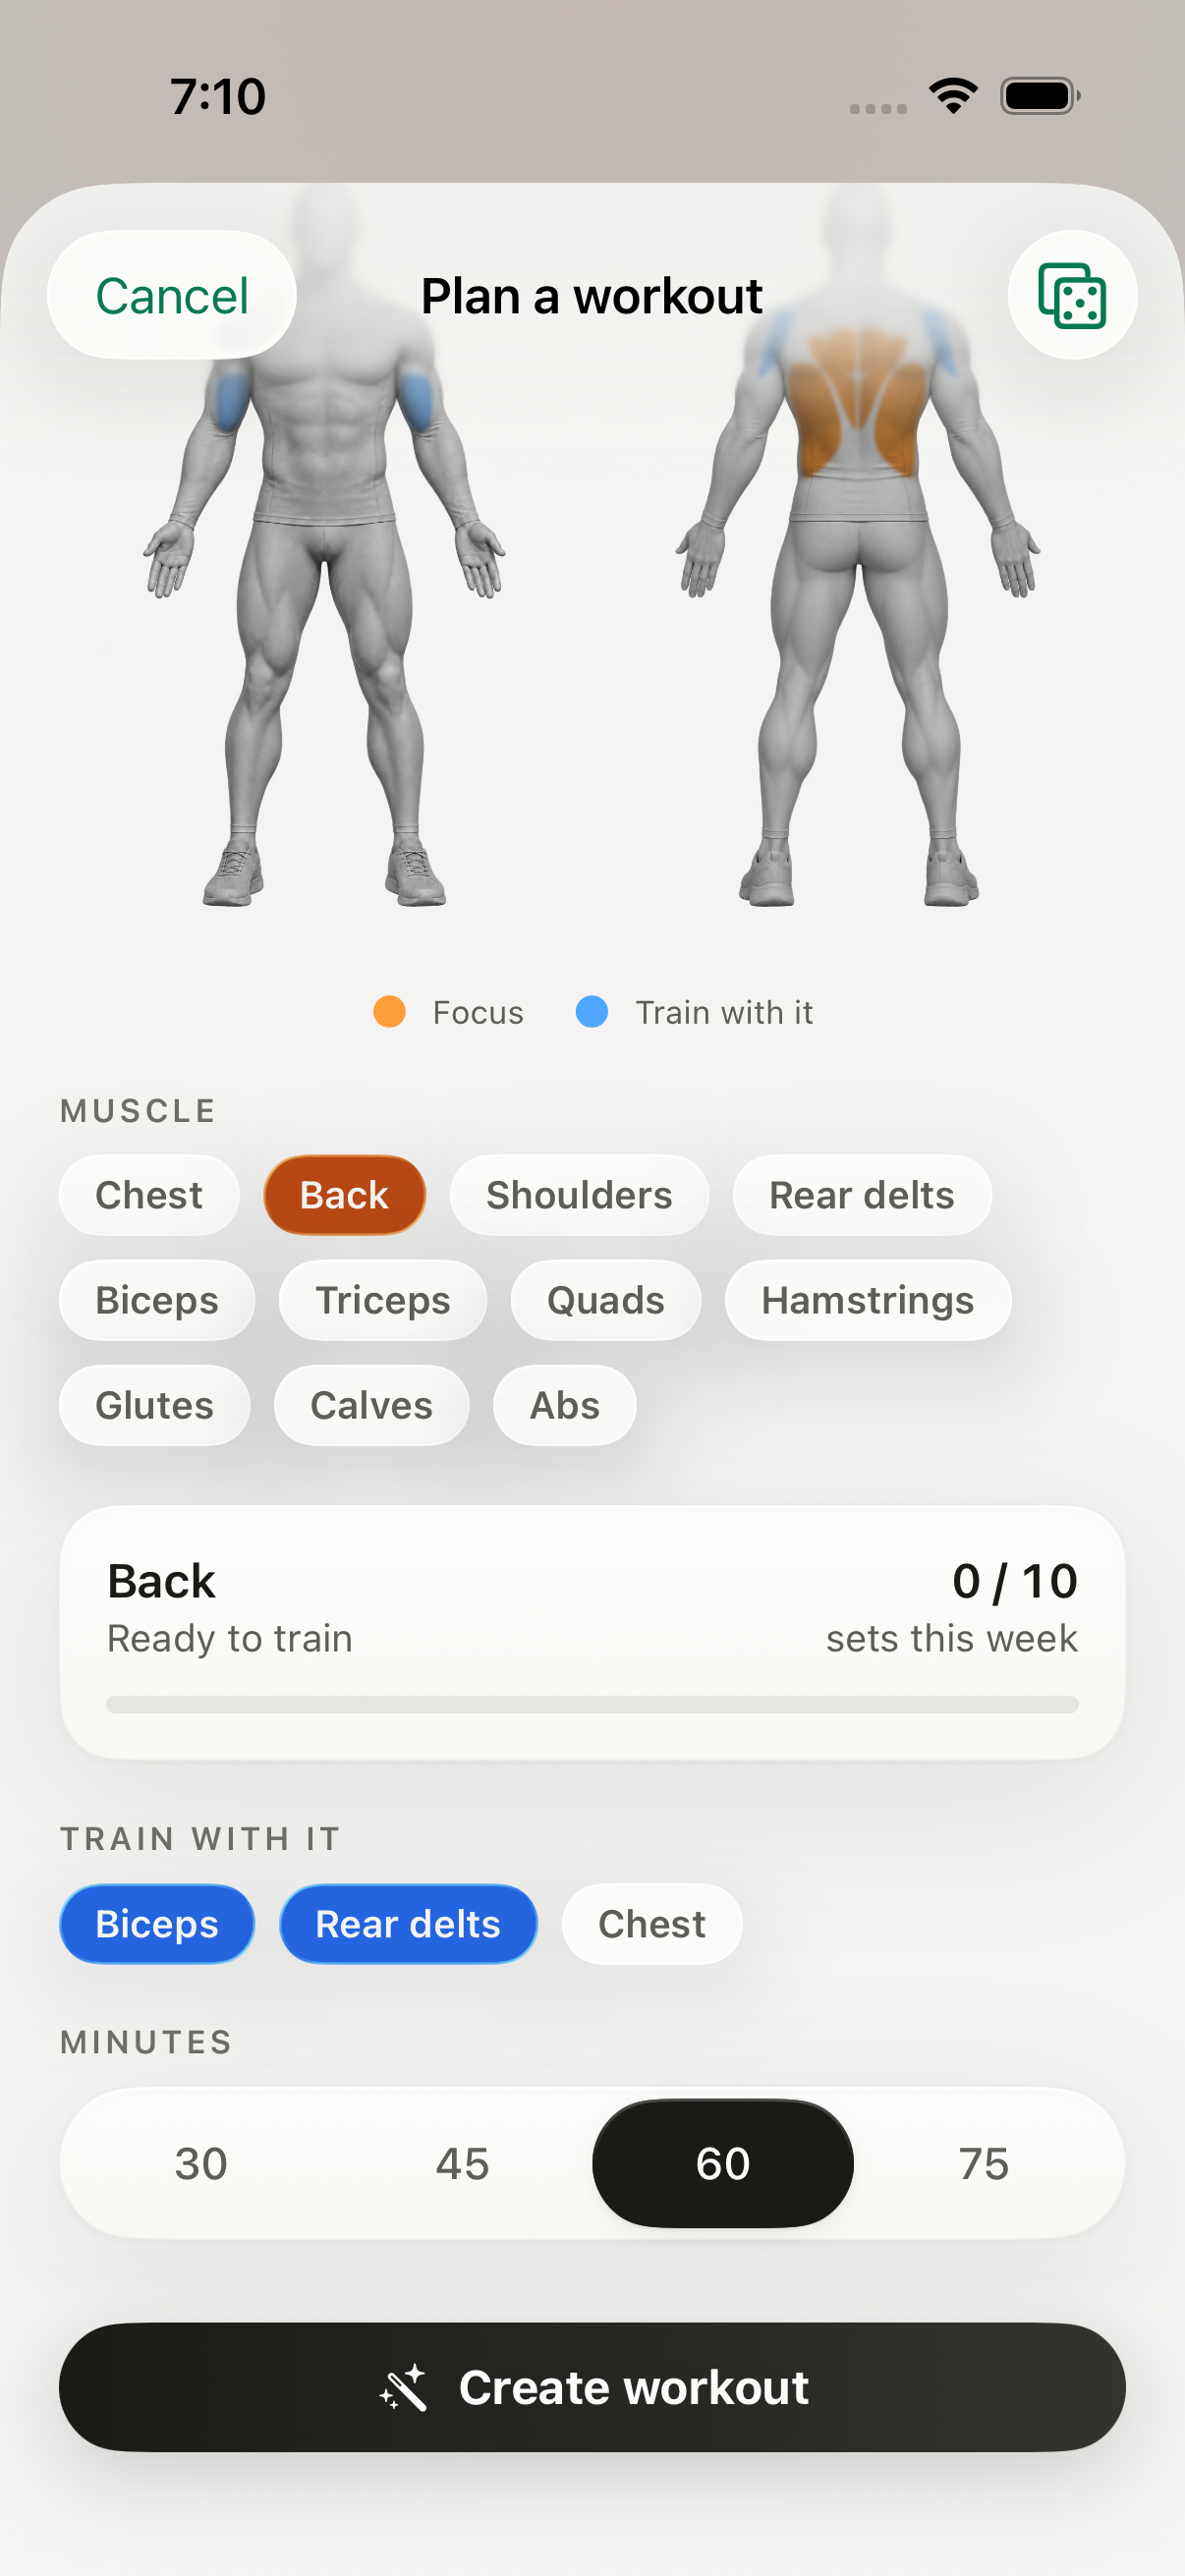 7:10
Cancel
Plan a workout
Focus
Train with it
MUSCLE
Chest
Back
Shoulders
Rear delts
Biceps
Triceps
Quads
Hamstrings
Glutes
Calves
Abs
Back
0 / 10
Ready to train
sets this week
TRAIN WITH IT
Biceps
Rear delts
Chest
MINUTES
30
45
60
75
Create workout